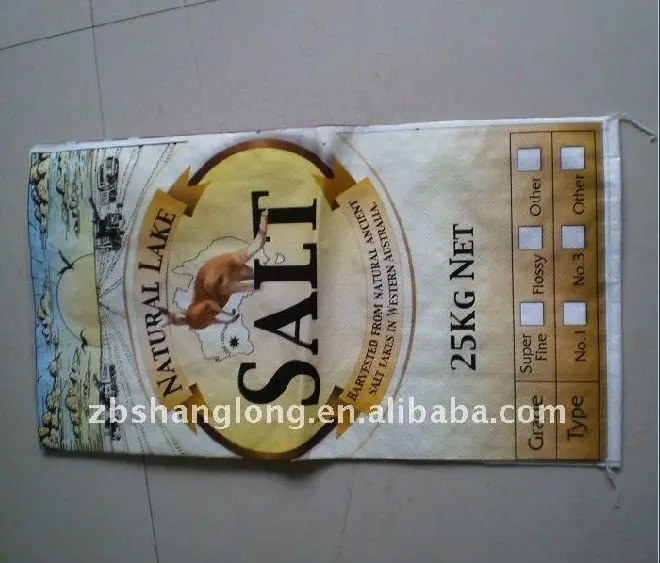 NATURAL LAKE
SALT
HARVESTED FROM NATURAL ANCIENT
SALT LAKES IN WESTERN AUSTRALIA.
25KG NET
Grade Super Fine Flossy Other
Type No.1 No.3 Other
zbshanglong.en.alibaba.com